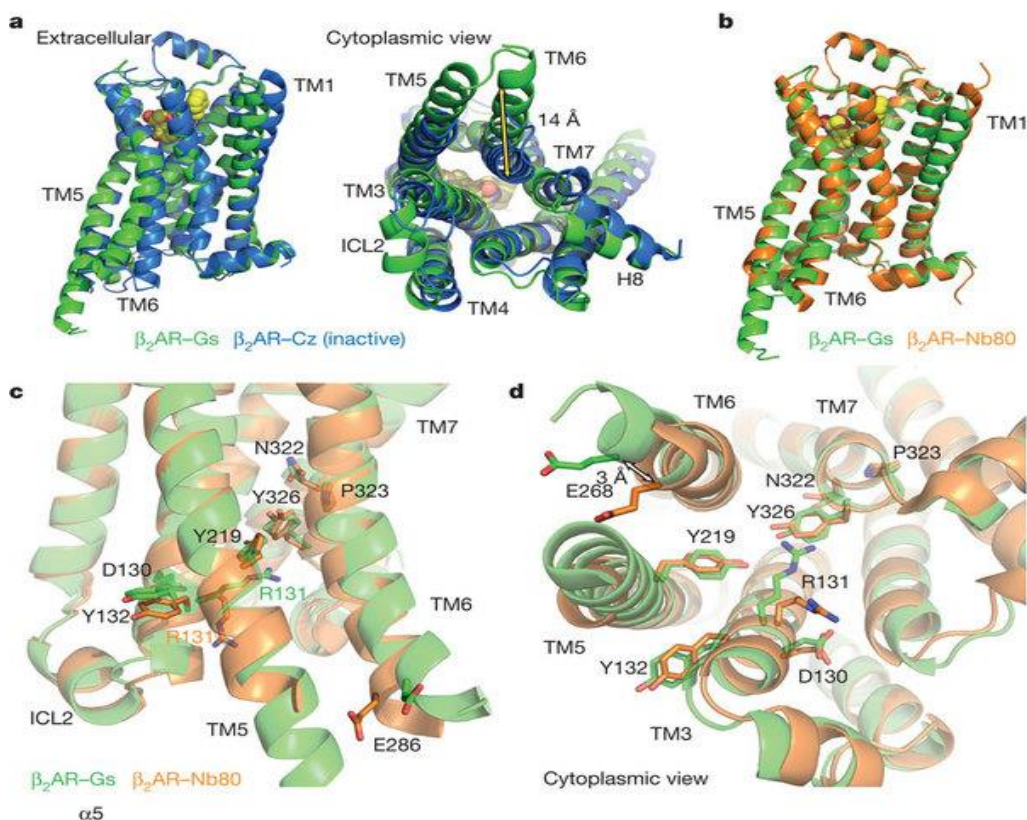 a
b
Extracellular
Cytoplasmic view
TM6
TM5
TM1
14 Å
TM7
TM1
TM5
TM3
TM5
ICL2
H8
TM6
TM4
TM6
β₂AR–Gs β₂AR–Cz (inactive)
β₂AR–Gs β₂AR–Nb80
c
d
TM6
TM7
TM7
N322
P323
P323
3 Å
N322
E268
Y326
Y326
Y219
Y219
D130
R131
R131
Y132
TM6
R131
TM5
Y132
D130
ICL2
TM5
E286
TM3
β₂AR–Gs β₂AR–Nb80
Cytoplasmic view
α5